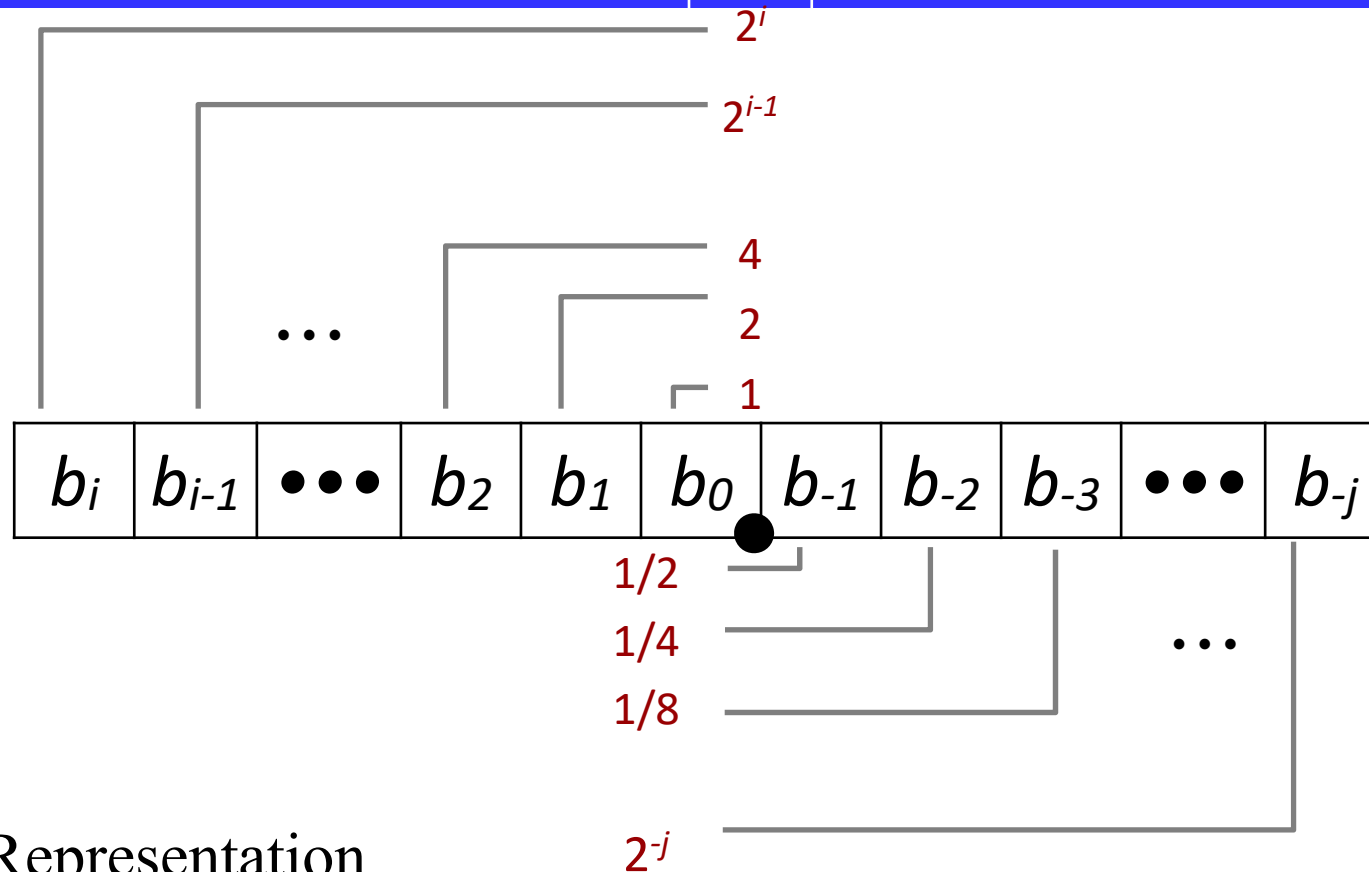 2^i
2^{i-1}
...
4
2
1
b_i b_{i-1} ••• b_2 b_1 b_0 b_{-1} b_{-2} b_{-3} ••• b_{-j}
1/2
1/4
...
1/8
Representation
2^{-j}